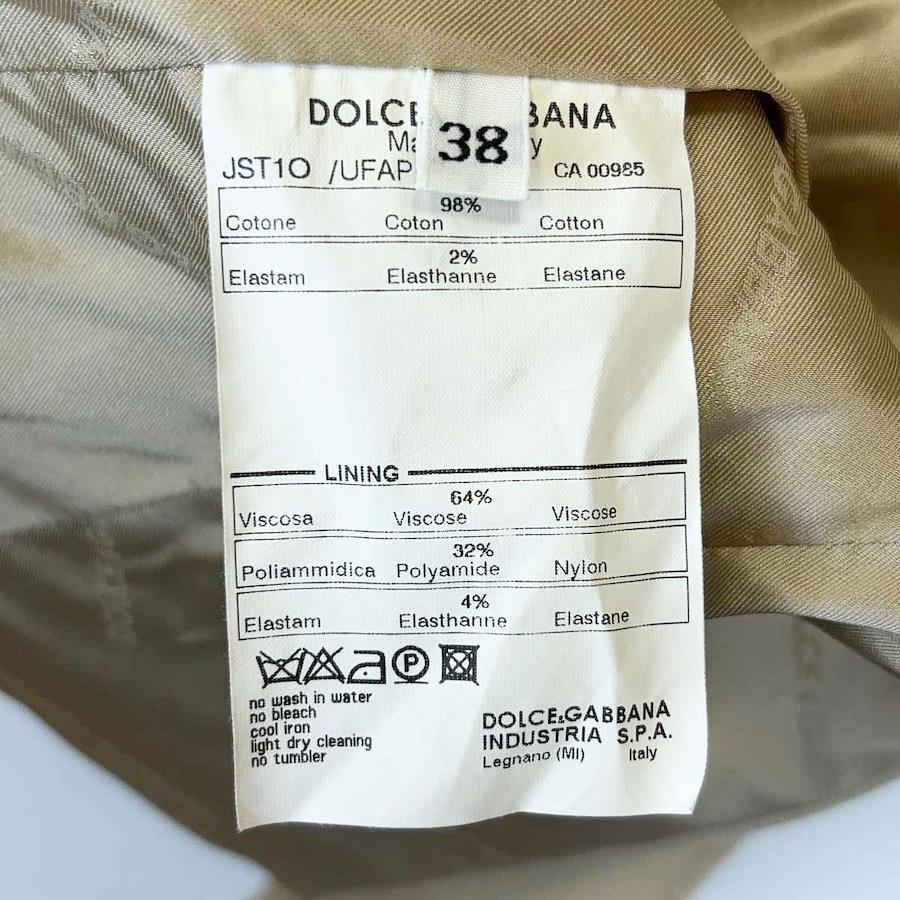 DOLCE BANA
38
JST1O /UFAP CA 00985
98%
Cotone Coton Cotton
2%
Elastam Elasthanne Elastane
LINING
64%
Viscosa Viscose Viscose
32%
Poliammidica Polyamide Nylon
4%
Elastam Elasthanne Elastane
P
no wash in water
no bleach
cool iron
light dry cleaning
no tumbler
DOLCE&GABBANA
INDUSTRIA S.P.A.
Legnano (MI) Italy